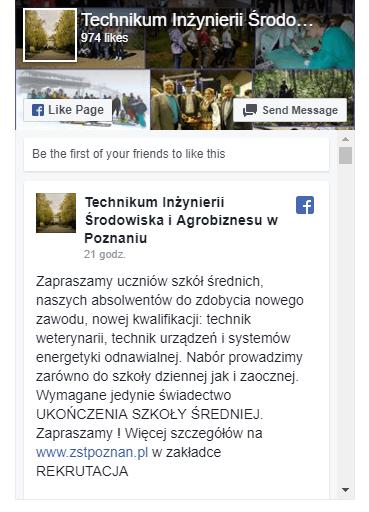 Technikum Inżynierii Środo...
974 likes
Like Page
Send Message
Be the first of your friends to like this
Technikum Inżynierii
Środowiska i Agrobiznesu w
Poznaniu
21 godz.
Zapraszamy uczniów szkół średnich,
naszych absolwentów do zdobycia nowego
zawodu, nowej kwalifikacji: technik
weterynarii, technik urządzeń i systemów
energetyki odnawialnej. Nabór prowadzimy
zarówno do szkoły dziennej jak i zaocznej.
Wymagane jedynie świadectwo
UKOŃCZENIA SZKOŁY ŚREDNIEJ.
Zapraszamy ! Więcej szczegółów na
www.zstpoznan.pl w zakładce
REKRUTACJA